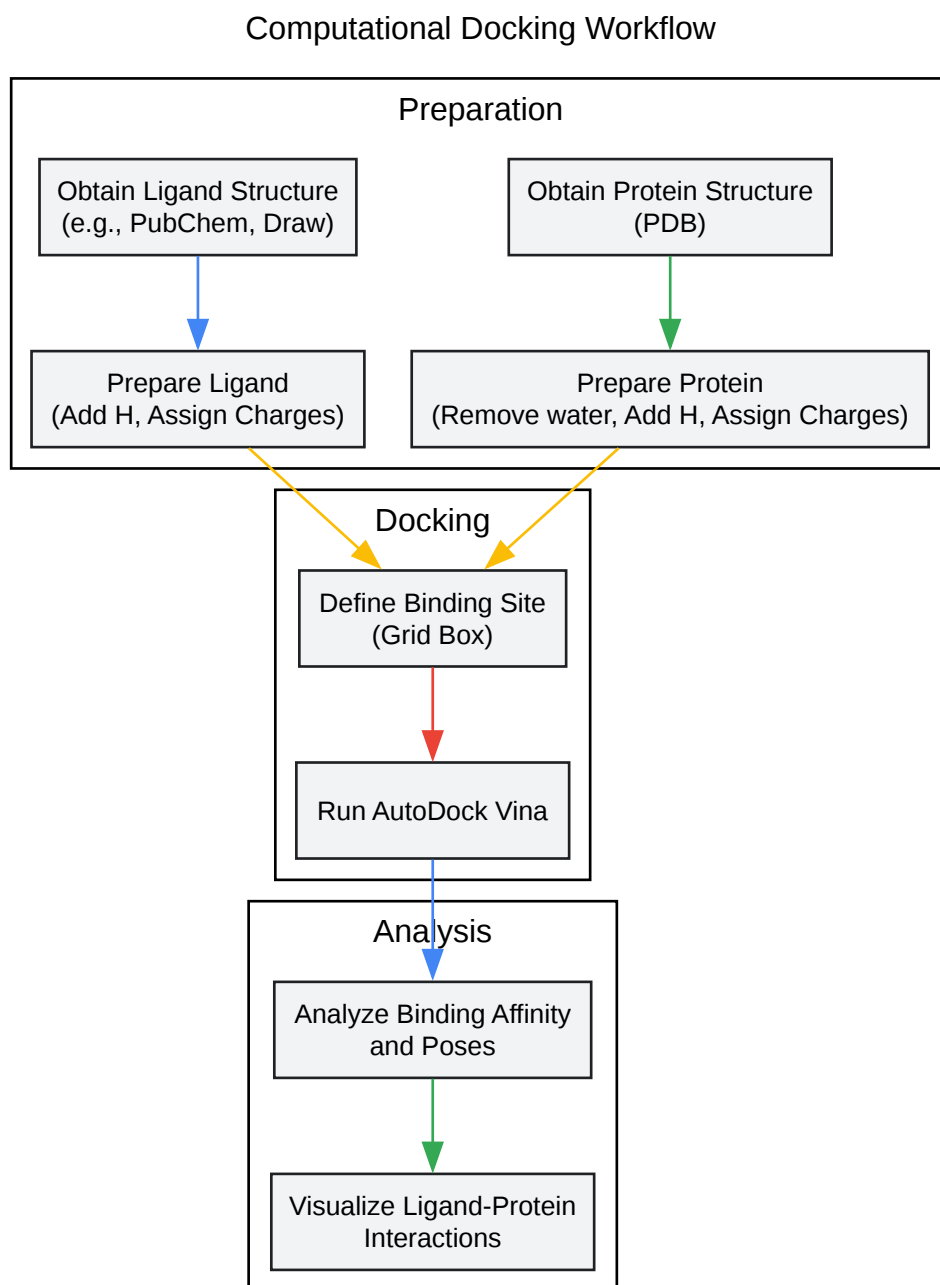 Computational Docking Workflow
Preparation
Obtain Ligand Structure
(e.g., PubChem, Draw)
Obtain Protein Structure
(PDB)
Prepare Ligand
(Add H, Assign Charges)
Prepare Protein
(Remove water, Add H, Assign Charges)
Docking
Define Binding Site
(Grid Box)
Run AutoDock Vina
Analysis
Analyze Binding Affinity
and Poses
Visualize Ligand-Protein
Interactions